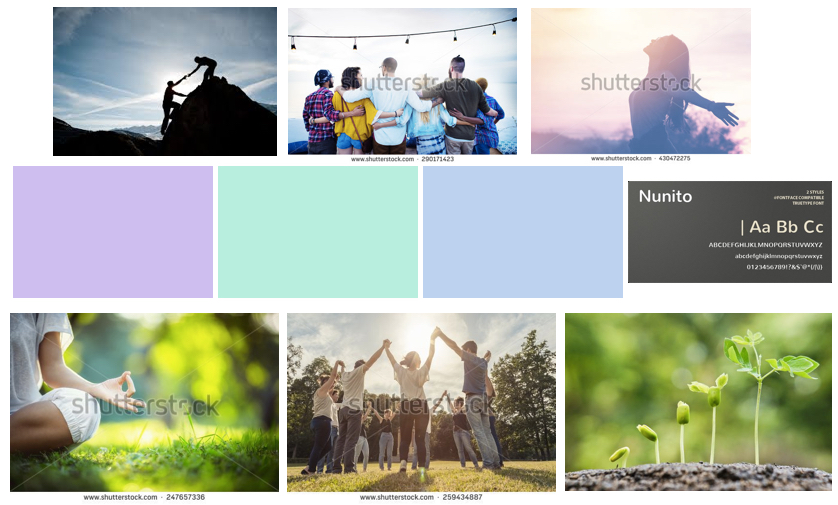 shutterstock
shutterstock
www.shutterstock.com · 290171423
www.shutterstock.com · 430472275
Nunito
2 STYLES
@FONTFACE COMPATIBLE
TRUETYPE FONT
| Aa Bb Cc
ABCDEFGHIJKLMNOPQRSTUVWXYZ
abcdefghijklmnopqrstuvwxyz
0123456789!?&$'@*(/|\)
shutterstock
shutterstock
www.shutterstock.com · 247657336
www.shutterstock.com · 259434887